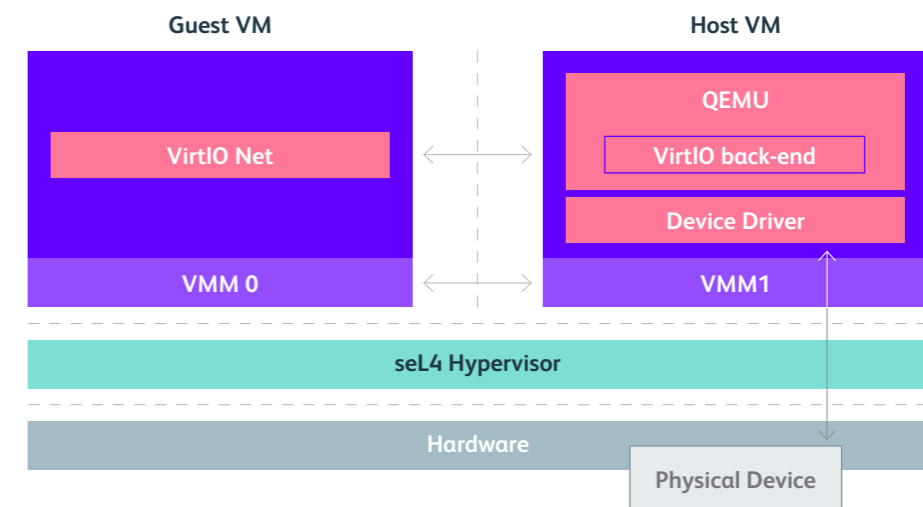 Guest VM
Host VM
QEMU
VirtIO Net
VirtIO back-end
Device Driver
VMM 0
VMM1
seL4 Hypervisor
Hardware
Physical Device